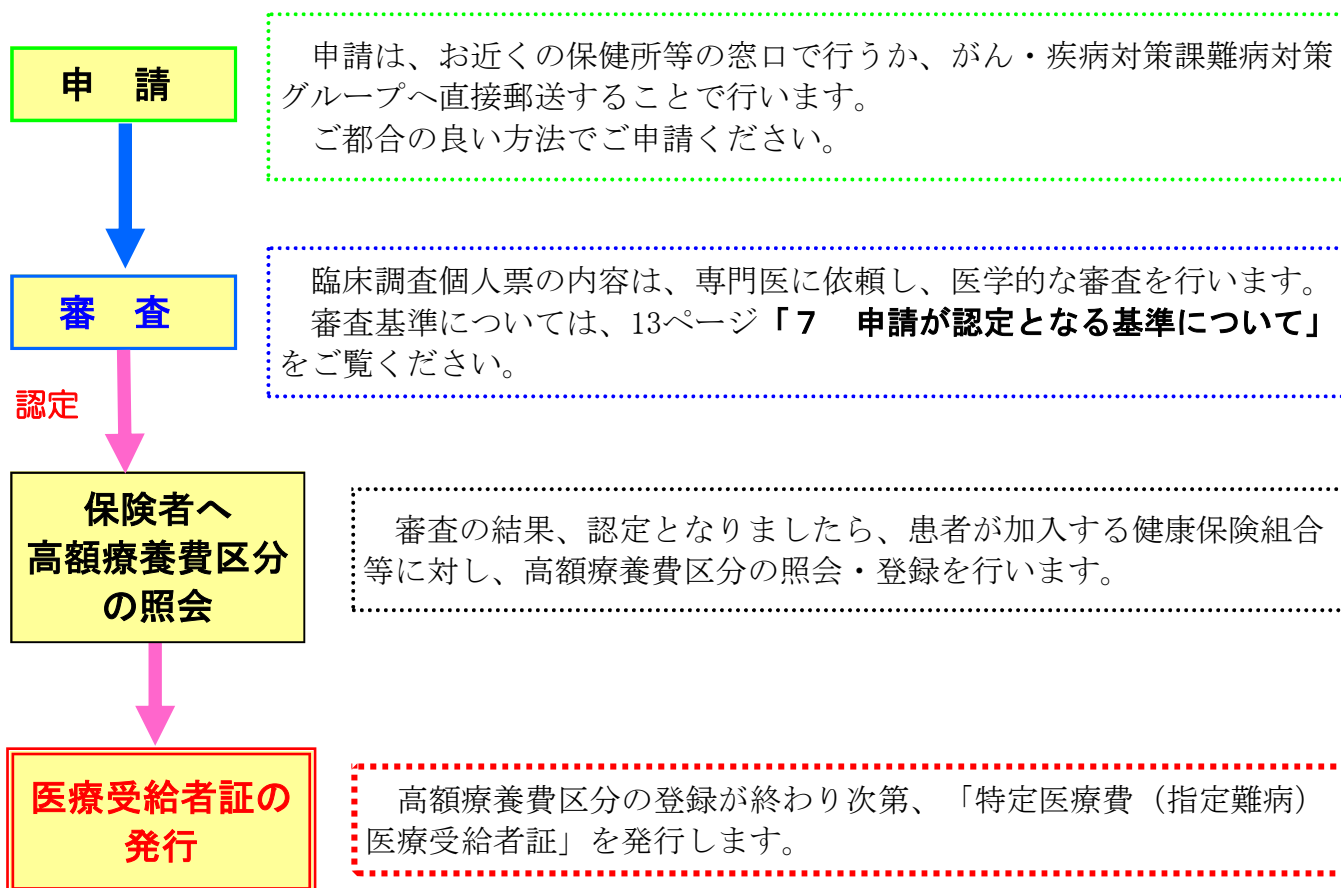 申　請
　申請は、お近くの保健所等の窓口で行うか、がん・疾病対策課難病対策
グループへ直接郵送することで行います。
　ご都合の良い方法でご申請ください。
審　査
　臨床調査個人票の内容は、専門医に依頼し、医学的な審査を行います。
　審査基準については、13ページ「７　申請が認定となる基準について」
をご覧ください。
認定
保険者へ
高額療養費区分
の照会
　審査の結果、認定となりましたら、患者が加入する健康保険組合
等に対し、高額療養費区分の照会・登録を行います。
医療受給者証の
発行
　高額療養費区分の登録が終わり次第、「特定医療費（指定難病）
医療受給者証」を発行します。